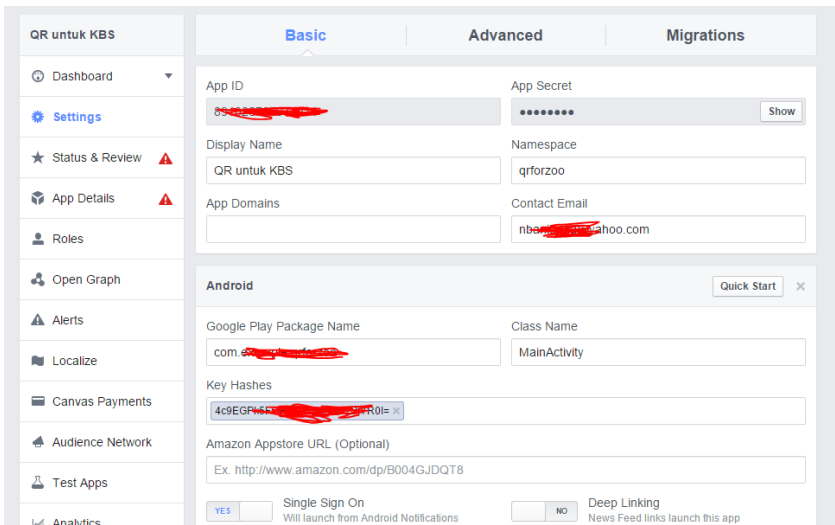 QR untuk KBS
Basic
Advanced
Migrations
Dashboard
Settings
Status & Review
App Details
Roles
Open Graph
Alerts
Localize
Canvas Payments
Audience Network
Test Apps
Analytics
App ID
App Secret
Show
Display Name
Namespace
QR untuk KBS
qrforzoo
App Domains
Contact Email
ahoo.com
Android
Quick Start
Google Play Package Name
Class Name
com.
MainActivity
Key Hashes
R0I=
Amazon Appstore URL (Optional)
Ex. http://www.amazon.com/dp/B004GJDQT8
YES
Single Sign On
Will launch from Android Notifications
NO
Deep Linking
News Feed links launch this app